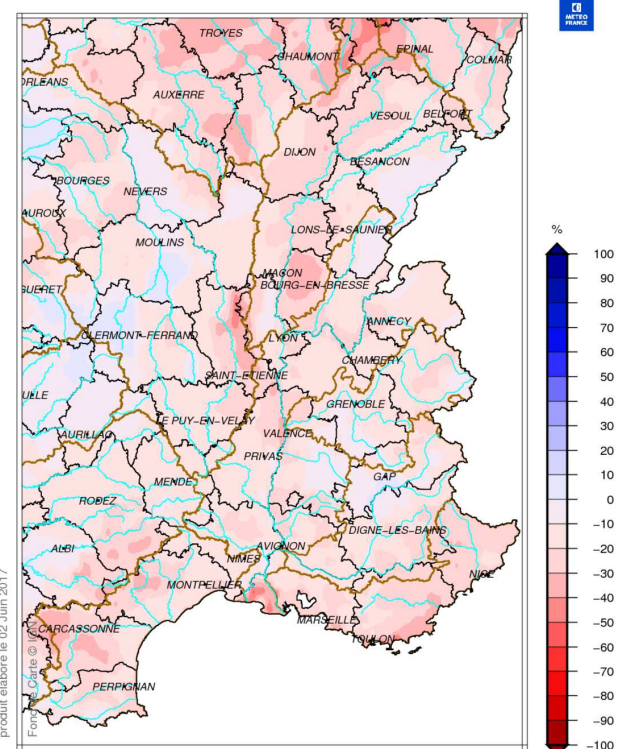 METEO
FRANCE
TROYES
CHAUMONT
EPINAL
COLMAR
ORLEANS
AUXERRE
VESOUL
BELFORT
DIJON
BESANCON
BOURGES
NEVERS
AUROUX
MOULINS
LONS-LE-SAUNIER
MACON
BOURG-EN-BRESSE
GUERET
ANNECY
CLERMONT-FERRAND
LYON
CHAMBERY
SAINT-ETIENNE
ULLE
GRENOBLE
LE PUY-EN-VELAY
AURILLAC
VALENCE
PRIVAS
MENDE
GAP
RODEZ
DIGNE-LES-BAINS
ALBI
AVIGNON
NIMES
NICE
MONTPELLIER
MARSEILLE
CARCASSONNE
TOULON
PERPIGNAN
%
100
90
80
70
60
50
40
30
20
10
0
-10
-20
-30
-40
-50
-60
-70
-80
-90
-100
produit élaboré le 02 Juin 2017
Fond de Carte © IGN